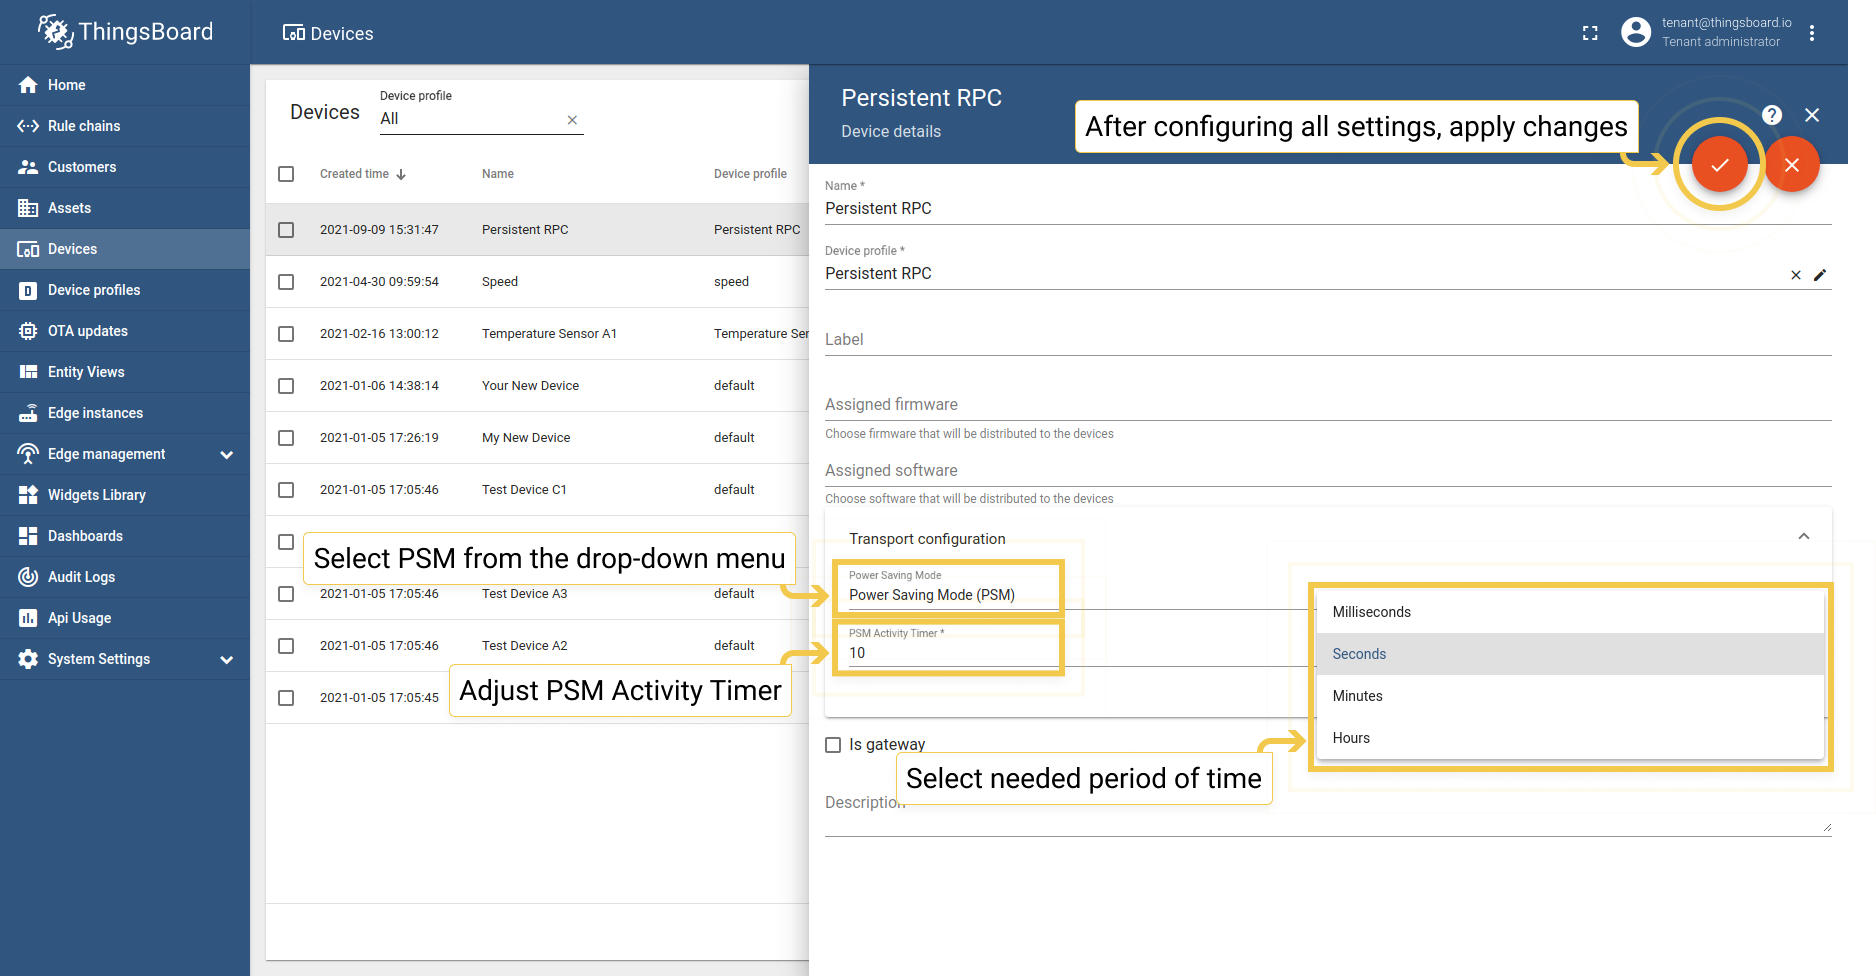 ThingsBoard
Devices
tenant@thingsboard.io
Tenant administrator
Home
Rule chains
Customers
Assets
Devices
Device profiles
OTA updates
Entity Views
Edge instances
Edge management
Widgets Library
Dashboards
Audit Logs
Api Usage
System Settings
Devices
Device profile
All
Created time Name Device profile
2021-09-09 15:31:47 Persistent RPC Persistent RPC
2021-04-30 09:59:54 Speed speed
2021-02-16 13:00:12 Temperature Sensor A1 Temperature Ser
2021-01-06 14:38:14 Your New Device default
2021-01-05 17:26:19 My New Device default
2021-01-05 17:05:46 Test Device C1 default
Select PSM from the drop-down menu
2021-01-05 17:05:46 Test Device A3 default
2021-01-05 17:05:46 Test Device A2 default
2021-01-05 17:05:45
Adjust PSM Activity Timer
Persistent RPC
Device details
After configuring all settings, apply changes
Name *
Persistent RPC
Device profile *
Persistent RPC
Label
Assigned firmware
Choose firmware that will be distributed to the devices
Assigned software
Choose software that will be distributed to the devices
Transport configuration
Power Saving Mode
Power Saving Mode (PSM)
PSM Activity Timer *
10
Milliseconds
Seconds
Minutes
Hours
Is gateway
Select needed period of time
Description